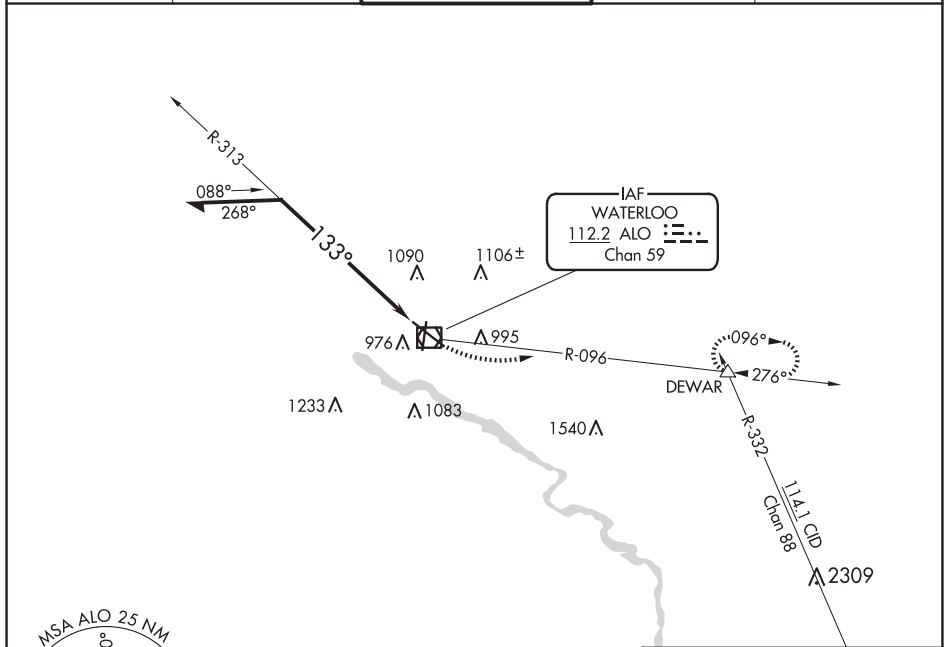 R-313
088°
268°
133°
1090
1106±
IAF
WATERLOO
112.2 ALO
Chan 59
976
995
R-096
096°
276°
DEWAR
1233
1083
1540
R-332
114.1 CID
Chan 88
2309
MSA ALO 25 NM
0°